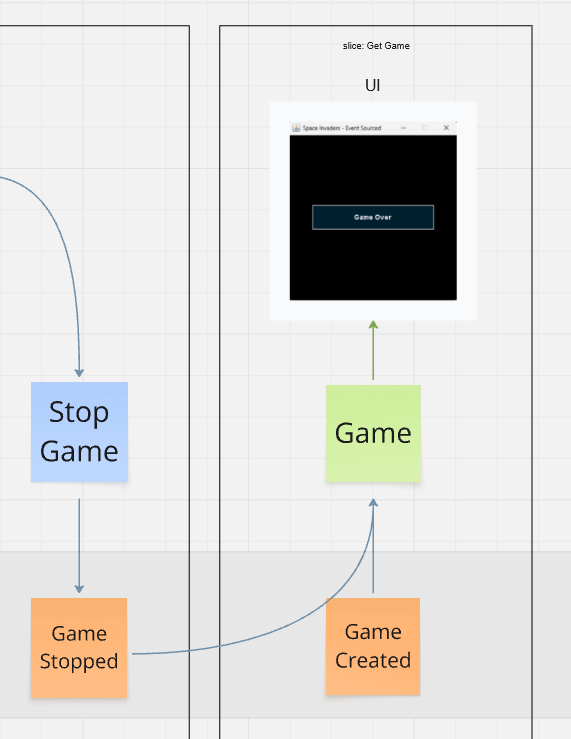 slice: Get Game
UI
Space Invaders - Event Sourced
Game Over
Stop
Game
Game
Game
Stopped
Game
Created